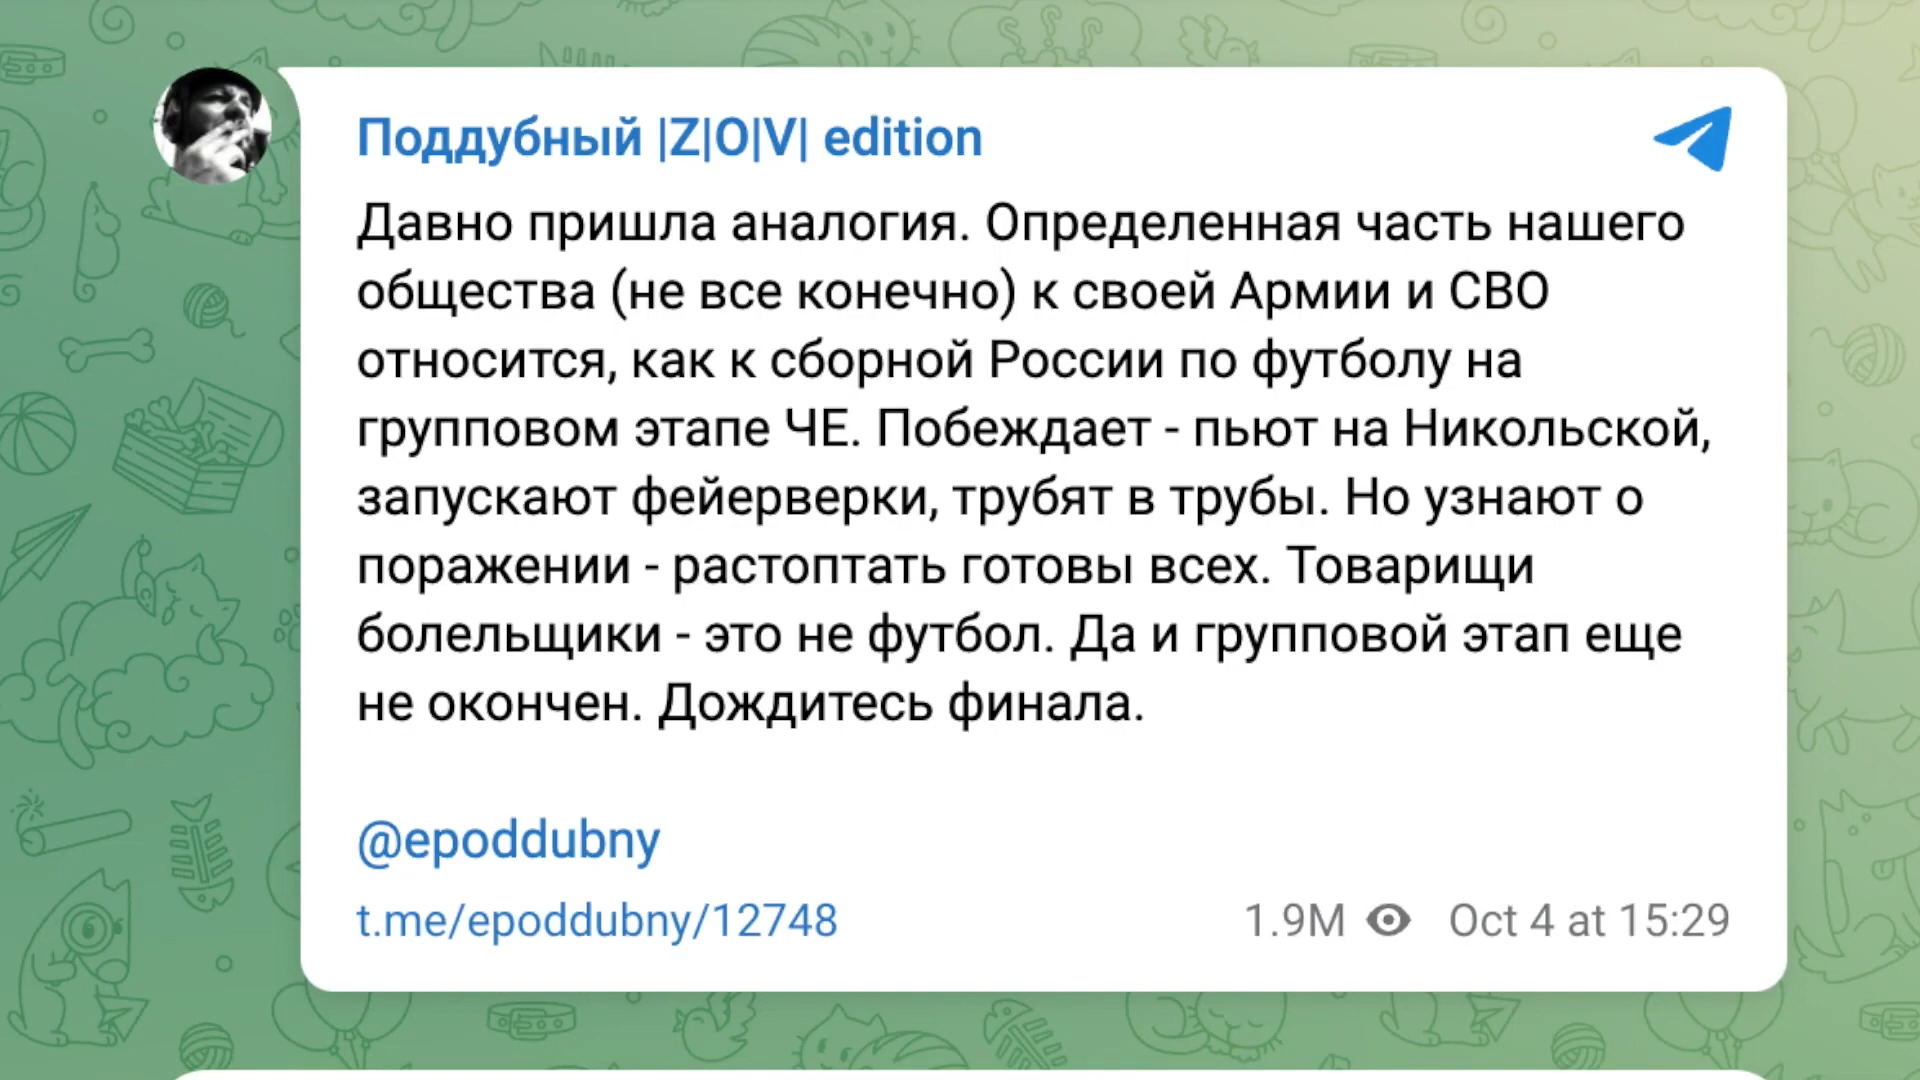 Поддубный |Z|O|V| edition
Давно пришла аналогия. Определенная часть нашего
общества (не все конечно) к своей Армии и СВО
относится, как к сборной России по футболу на
групповом этапе ЧЕ. Побеждает - пьют на Никольской,
запускают фейерверки, трубят в трубы. Но узнают о
поражении - растоптать готовы всех. Товарищи
болельщики - это не футбол. Да и групповой этап еще
не окончен. Дождитесь финала.
@epoddubny
t.me/epoddubny/12748 1.9M Oct 4 at 15:29